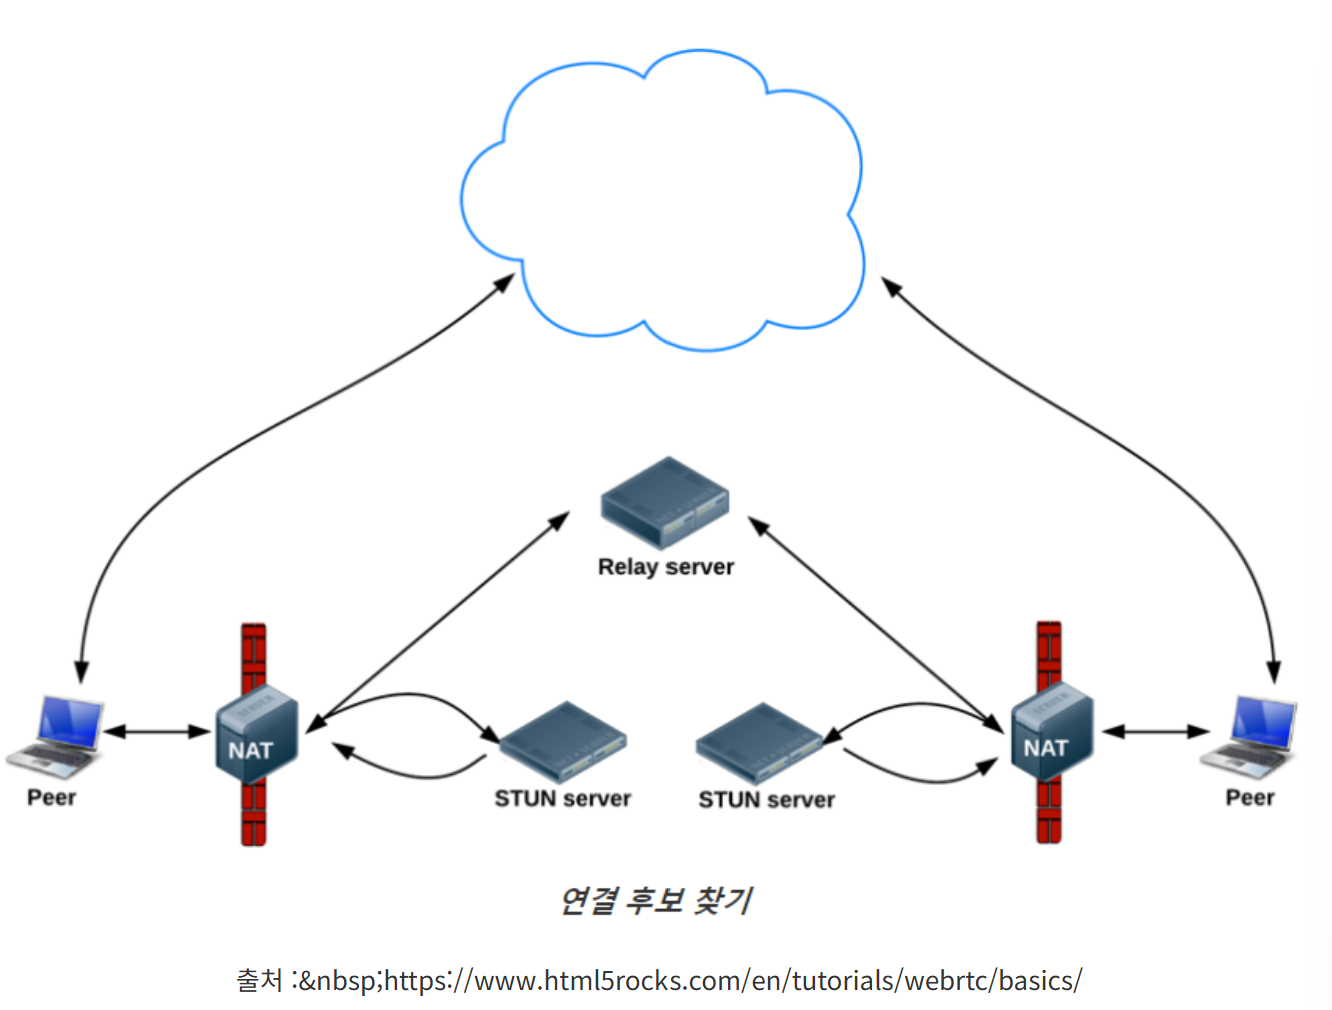 Relay server
NAT
NAT
STUN server
STUN server
Peer
Peer
연결 후보 찾기
출처 :&nbsp;https://www.html5rocks.com/en/tutorials/webrtc/basics/